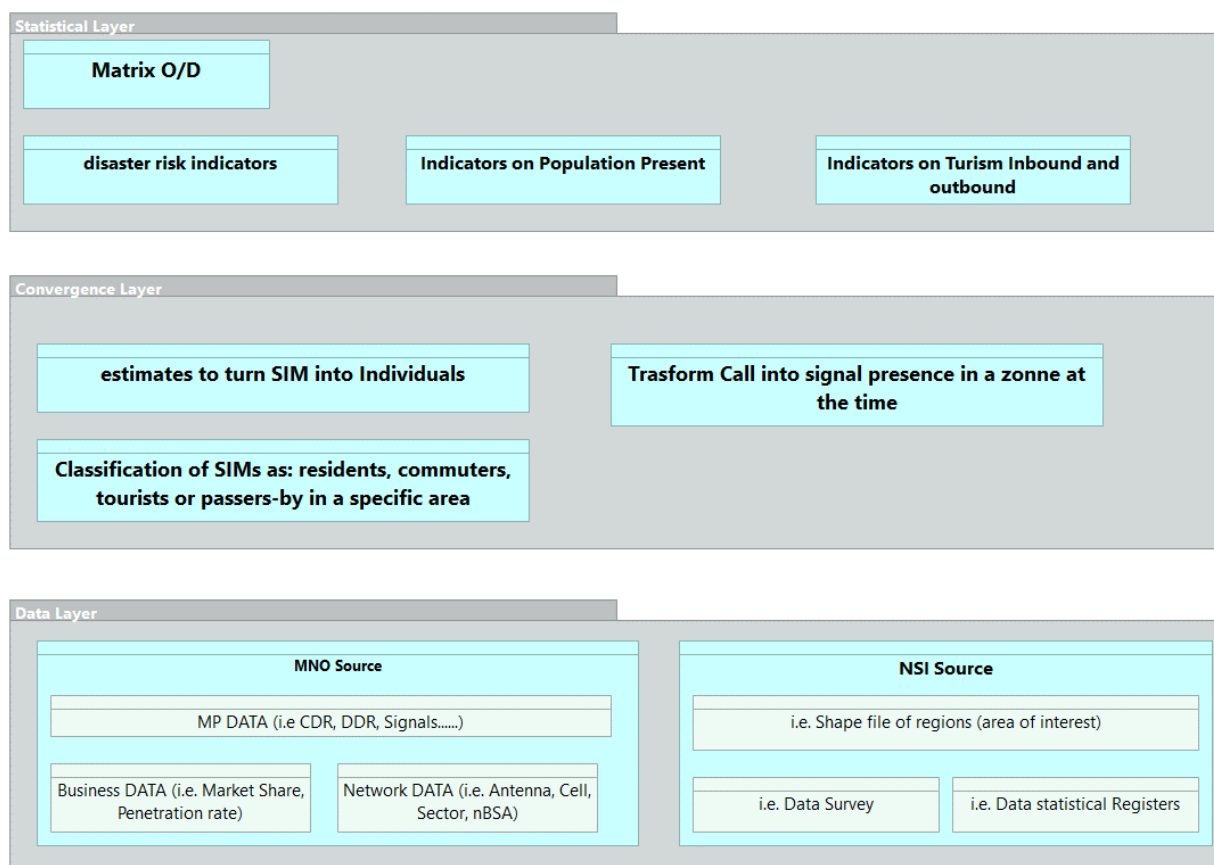 Statistical Layer
Matrix O/D
disaster risk indicators
Indicators on Population Present
Indicators on Turism Inbound and
outbound
Convergence Layer
estimates to turn SIM into Individuals
Trasform Call into signal presence in a zonne at
the time
Classification of SIMs as: residents, commuters,
tourists or passers-by in a specific area
Data Layer
MNO Source
MP DATA (i.e CDR, DDR, Signals......)
Business DATA (i.e. Market Share,
Penetration rate)
Network DATA (i.e. Antenna, Cell,
Sector, nBSA)
NSI Source
i.e. Shape file of regions (area of interest)
i.e. Data Survey
i.e. Data statistical Registers